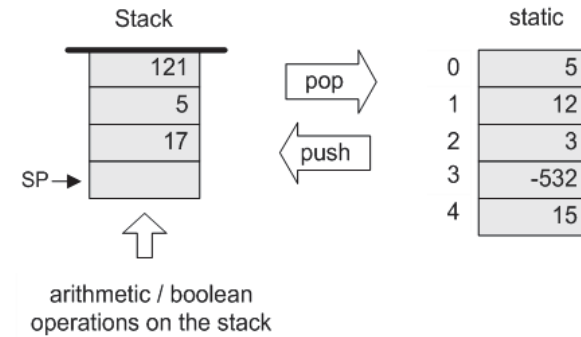 Stack
static
121
5
17
SP
pop
push
0 5
1 12
2 3
3 -532
4 15
arithmetic / boolean
operations on the stack